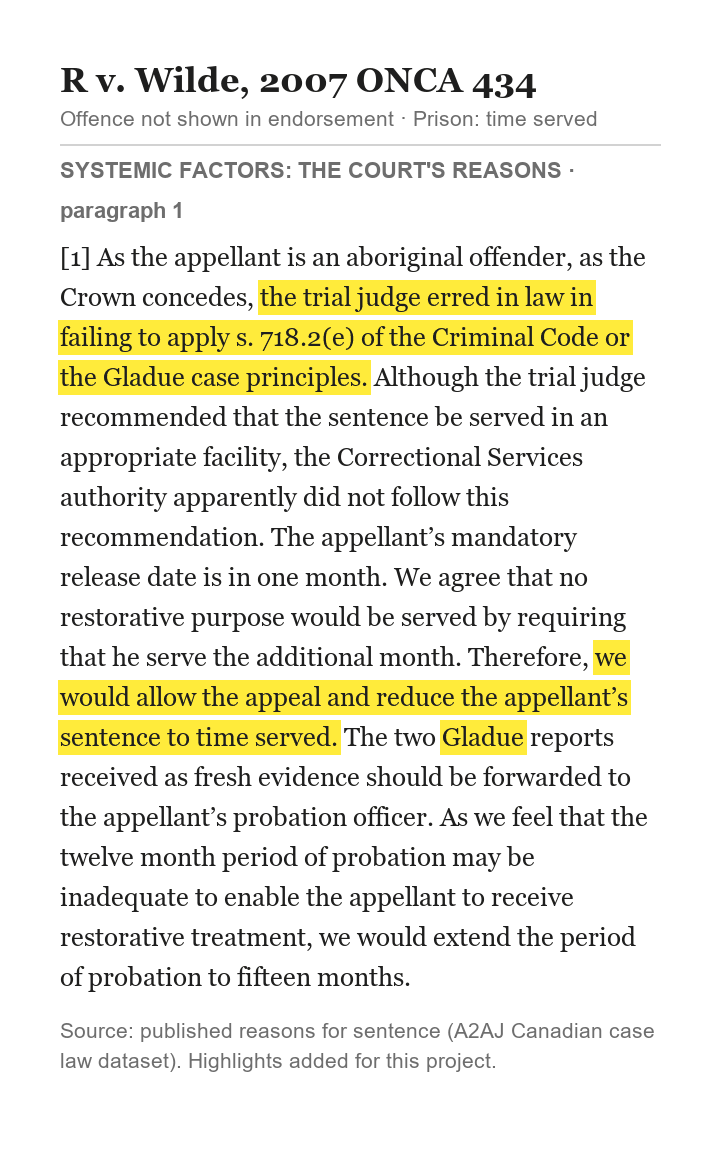 R v. Wilde, 2007 ONCA 434
Offence not shown in endorsement · Prison: time served
SYSTEMIC FACTORS: THE COURT'S REASONS ·
paragraph 1
[1] As the appellant is an aboriginal offender, as the
Crown concedes, the trial judge erred in law in
failing to apply s. 718.2(e) of the Criminal Code or
the Gladue case principles. Although the trial judge
recommended that the sentence be served in an
appropriate facility, the Correctional Services
authority apparently did not follow this
recommendation. The appellant’s mandatory
release date is in one month. We agree that no
restorative purpose would be served by requiring
that he serve the additional month. Therefore, we
would allow the appeal and reduce the appellant’s
sentence to time served. The two Gladue reports
received as fresh evidence should be forwarded to
the appellant’s probation officer. As we feel that the
twelve month period of probation may be
inadequate to enable the appellant to receive
restorative treatment, we would extend the period
of probation to fifteen months.
Source: published reasons for sentence (A2AJ Canadian case
law dataset). Highlights added for this project.